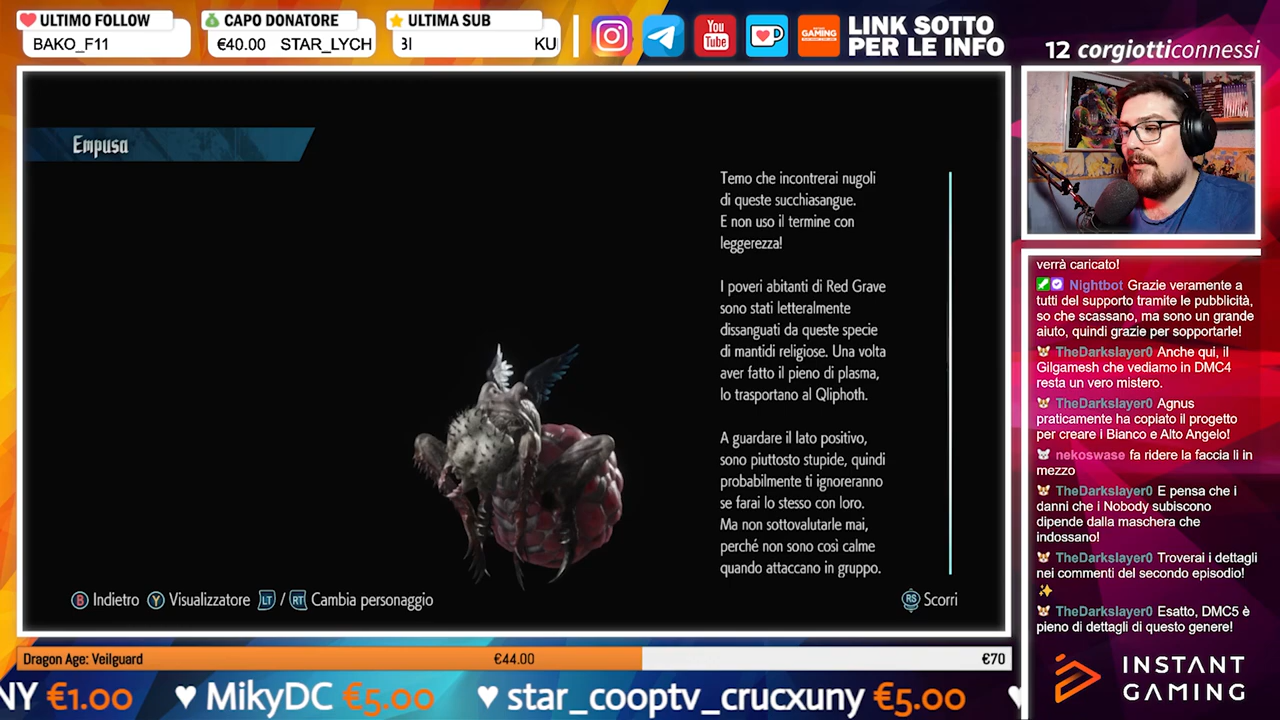 ULTIMO FOLLOW
BAKO_F11
CAPO DONATORE
€40.00 STAR_LYCH
ULTIMA SUB
BI KU
You Tube
GAMING
LINK SOTTO
PER LE INFO
12 corgiotticonnessi
Empusa
Temo che incontrerai nugoli
di queste succhiasangue.
E non uso il termine con
leggerezza!
I poveri abitanti di Red Grave
sono stati letteralmente
dissanguati da queste specie
di mantidi religiose. Una volta
aver fatto il pieno di plasma,
lo trasportano al Qliphoth.
A guardare il lato positivo,
sono piuttosto stupide, quindi
probabilmente ti ignoreranno
se farai lo stesso con loro.
Ma non sottovalutarle mai,
perché non sono così calme
quando attaccano in gruppo.
B Indietro Y Visualizzatore LT / RT Cambia personaggio
RS Scorri
verrà caricato!
Nightbot Grazie veramente a
tutti del supporto tramite le pubblicità,
so che scassano, ma sono un grande
aiuto, quindi grazie per sopportarle!
TheDarkslayer0 Anche qui, il
Gilgamesh che vediamo in DMC4
resta un vero mistero.
TheDarkslayer0 Agnus
praticamente ha copiato il progetto
per creare i Bianco e Alto Angelo!
nekoswase fa ridere la faccia li in
mezzo
TheDarkslayer0 E pensa che i
danni che i Nobody subiscono
dipende dalla maschera che
indossano!
TheDarkslayer0 Troverai i dettagli
nei commenti del secondo episodio!
TheDarkslayer0 Esatto, DMC5 è
pieno di dettagli di questo genere!
Dragon Age: Veilguard €44.00 €70
NY €1.00 ♥ MikyDC €5.00 ♥ star_cooptv_crucxuny €5.00
INSTANT
GAMING